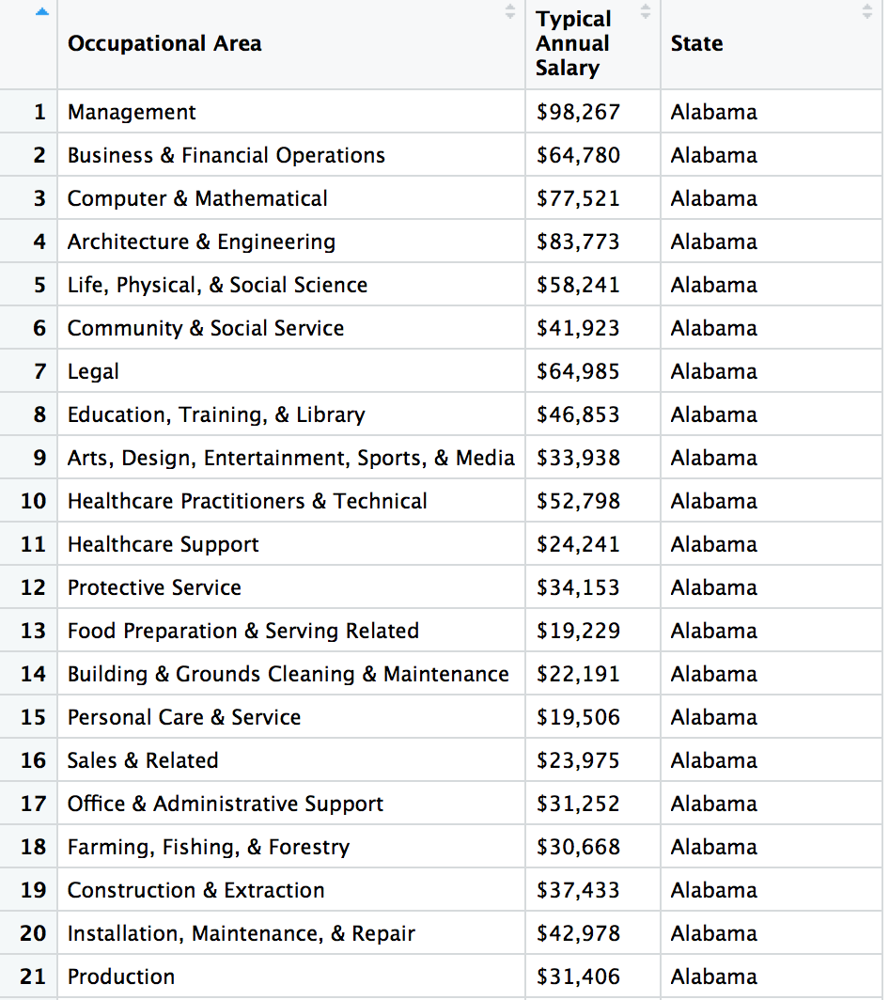 Occupational Area Typical Annual Salary State
1 Management $98,267 Alabama
2 Business & Financial Operations $64,780 Alabama
3 Computer & Mathematical $77,521 Alabama
4 Architecture & Engineering $83,773 Alabama
5 Life, Physical, & Social Science $58,241 Alabama
6 Community & Social Service $41,923 Alabama
7 Legal $64,985 Alabama
8 Education, Training, & Library $46,853 Alabama
9 Arts, Design, Entertainment, Sports, & Media $33,938 Alabama
10 Healthcare Practitioners & Technical $52,798 Alabama
11 Healthcare Support $24,241 Alabama
12 Protective Service $34,153 Alabama
13 Food Preparation & Serving Related $19,229 Alabama
14 Building & Grounds Cleaning & Maintenance $22,191 Alabama
15 Personal Care & Service $19,506 Alabama
16 Sales & Related $23,975 Alabama
17 Office & Administrative Support $31,252 Alabama
18 Farming, Fishing, & Forestry $30,668 Alabama
19 Construction & Extraction $37,433 Alabama
20 Installation, Maintenance, & Repair $42,978 Alabama
21 Production $31,406 Alabama